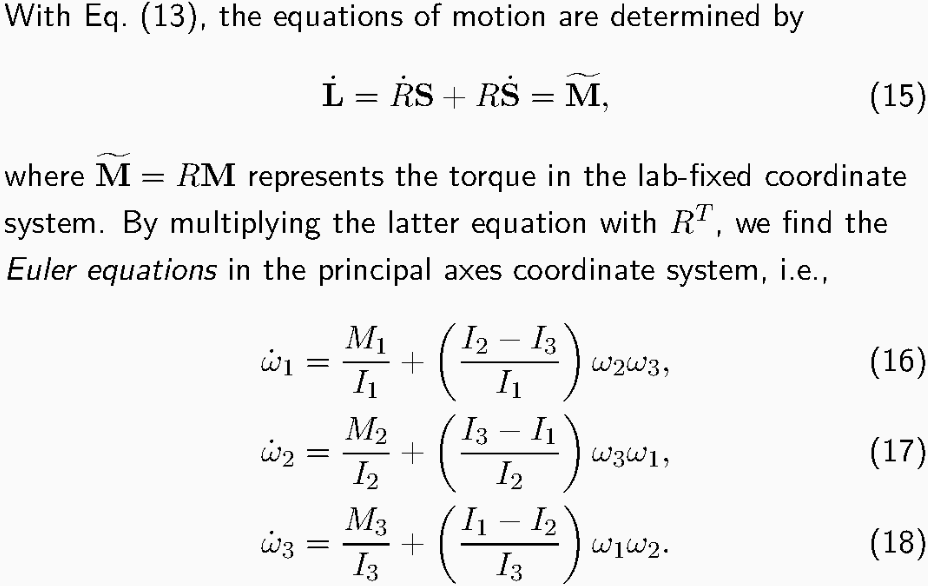 With Eq. (13), the equations of motion are determined by
$\dot{\mathbf{L}} = \dot{R}\mathbf{S} + R\dot{\mathbf{S}} = \widetilde{\mathbf{M}},$ (15)
where $\widetilde{\mathbf{M}} = R\mathbf{M}$ represents the torque in the lab-fixed coordinate
system. By multiplying the latter equation with $R^T$, we find the
Euler equations in the principal axes coordinate system, i.e.,
$\dot{\omega}_1 = \frac{M_1}{I_1} + \left(\frac{I_2 - I_3}{I_1}\right)\omega_2\omega_3,$ (16)
$\dot{\omega}_2 = \frac{M_2}{I_2} + \left(\frac{I_3 - I_1}{I_2}\right)\omega_3\omega_1,$ (17)
$\dot{\omega}_3 = \frac{M_3}{I_3} + \left(\frac{I_1 - I_2}{I_3}\right)\omega_1\omega_2.$ (18)